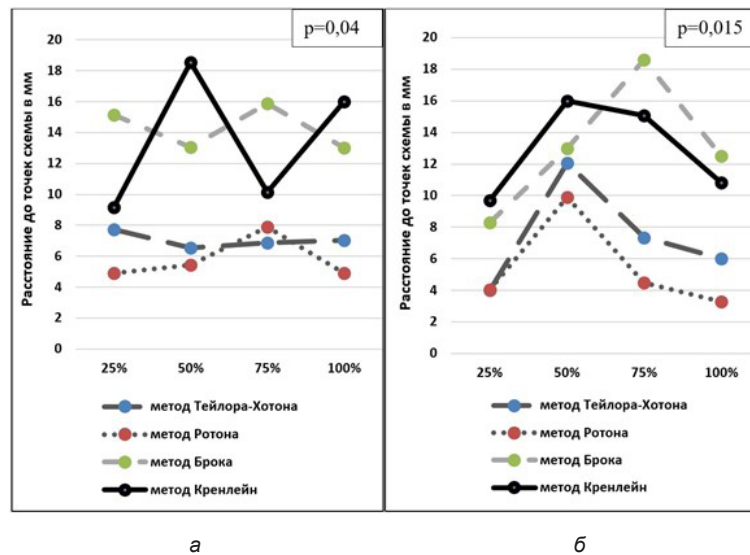 p=0,04
Расстояние до точек схемы в мм
20
18
16
14
12
10
8
6
4
2
0
25% 50% 75% 100%
метод Тейлора-Хотона
метод Ротона
метод Брока
метод Кренлейн
а
p=0,015
Расстояние до точек схемы в мм
20
18
16
14
12
10
8
6
4
2
0
25% 50% 75% 100%
метод Тейлора-Хотона
метод Ротона
метод Брока
метод Кренлейн
б